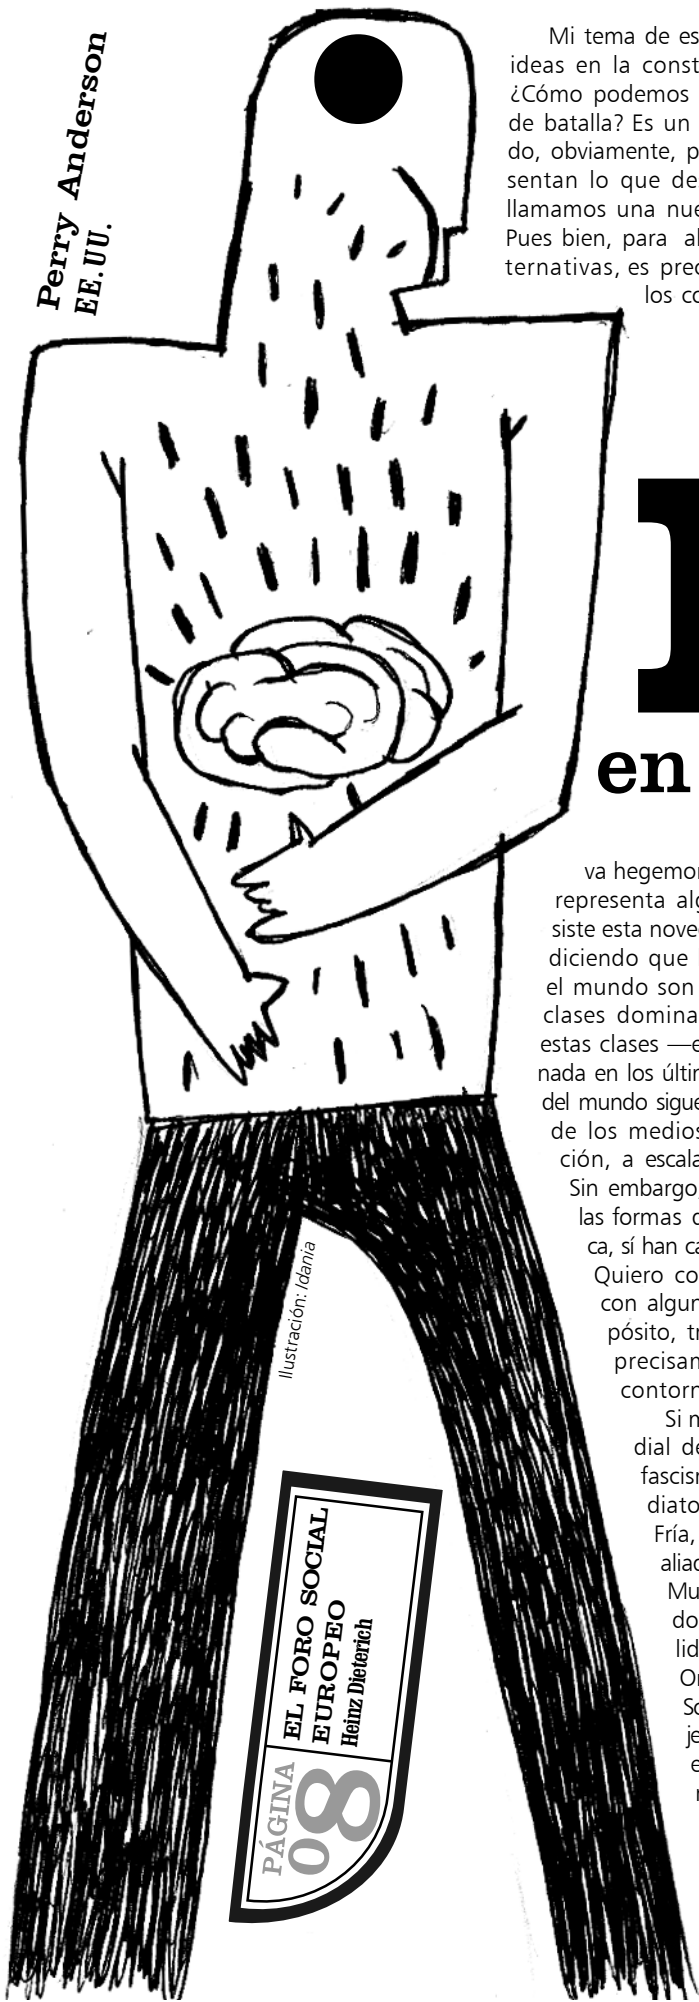 Perry Anderson
EE.UU.
Mi tema de es
ideas en la const
¿Cómo podemos
de batalla? Es un
do, obviamente, p
sentan lo que de
llamamos una nue
Pues bien, para al
ternativas, es prec
los co
en
va hegemon
representa alg
siste esta nove
diciendo que
el mundo son
clases domina
estas clases —e
nada en los últim
del mundo sigue
de los medios
ción, a escala
Sin embargo,
las formas
ca, sí han ca
Quiero co
con algun
pósito, tr
precisan
contorn
Si m
dial de
fascism
diato
Fría,
aliad
Mu
do
lid
Or
So
je
e
Ilustración: Idania
EL FORO SOCIAL
EUROPEO
Heinz Dieterich
PÁGINA
08